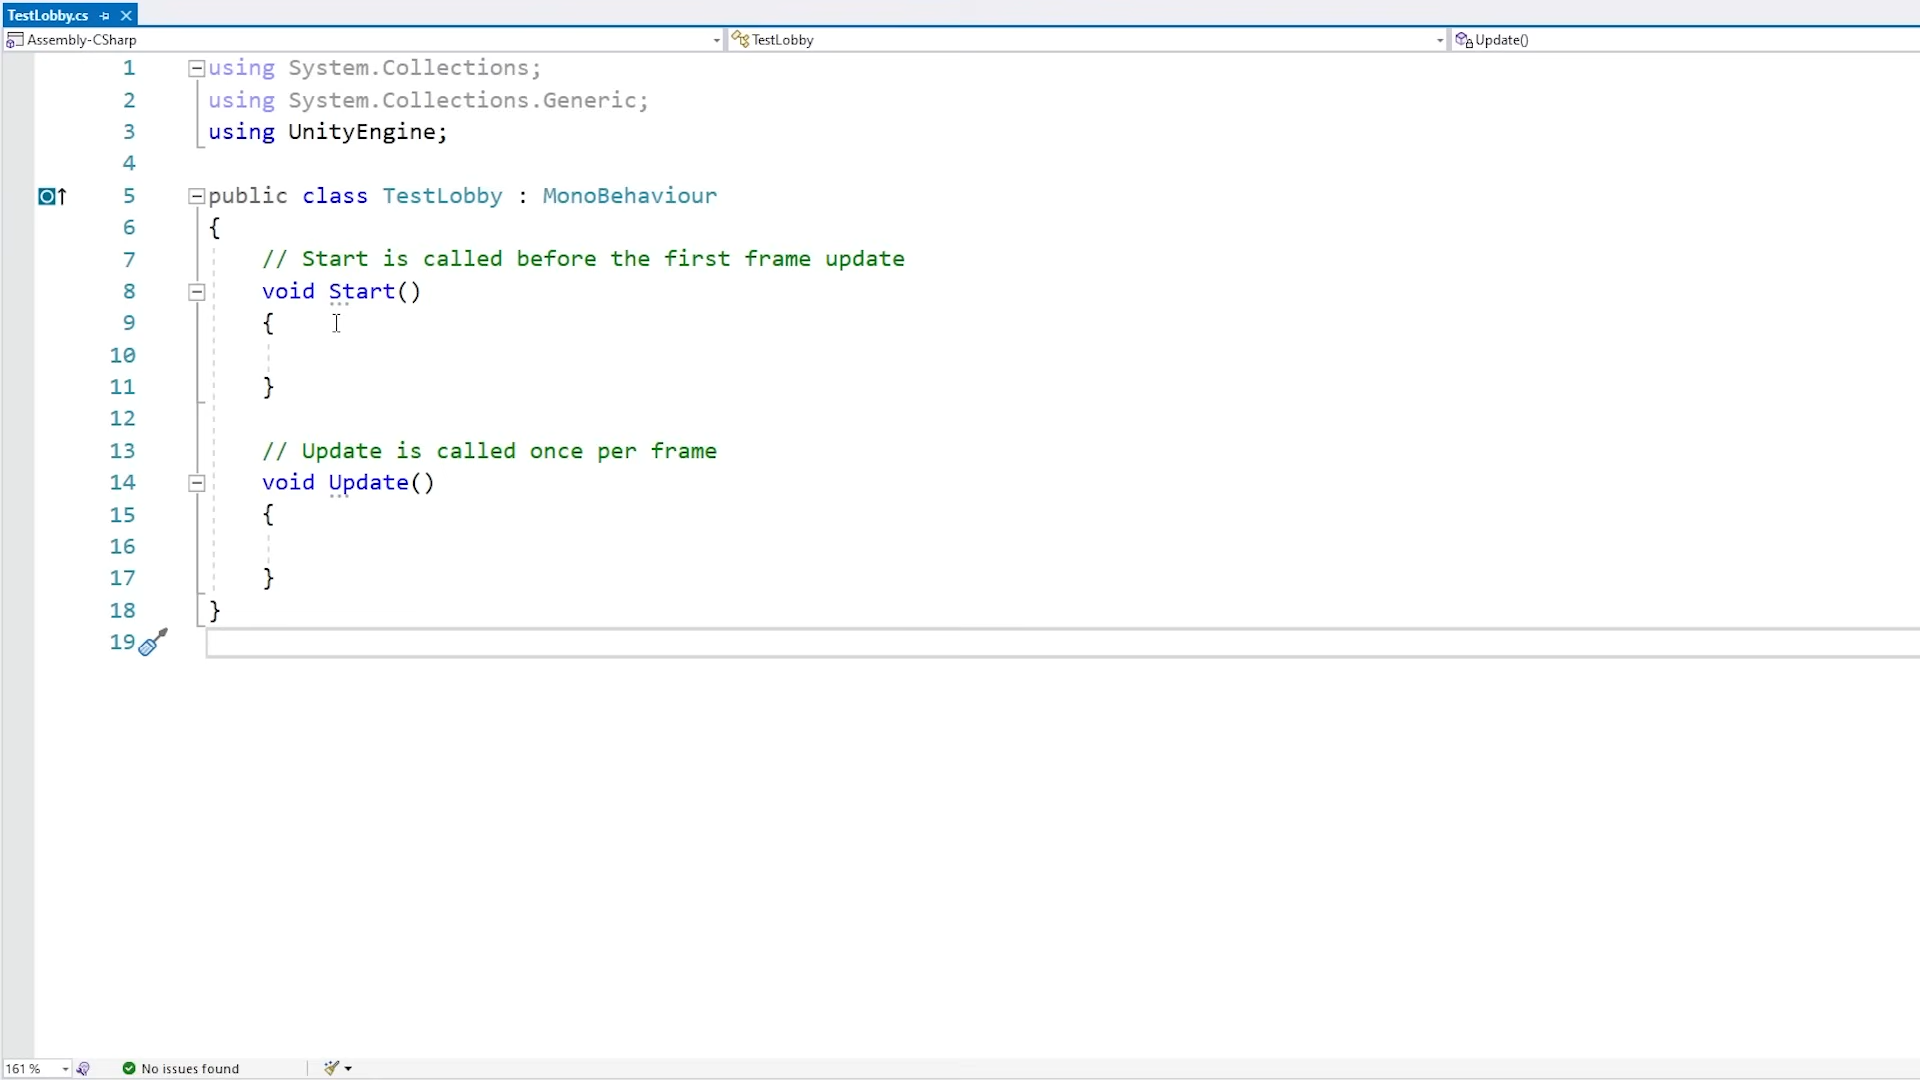 TestLobby.cs
Assembly-CSharp TestLobby Update()
1 using System.Collections;
2 using System.Collections.Generic;
3 using UnityEngine;
4
5 public class TestLobby : MonoBehaviour
6 {
7 // Start is called before the first frame update
8 void Start()
9 {
10
11 }
12
13 // Update is called once per frame
14 void Update()
15 {
16
17 }
18 }
19
161 % No issues found